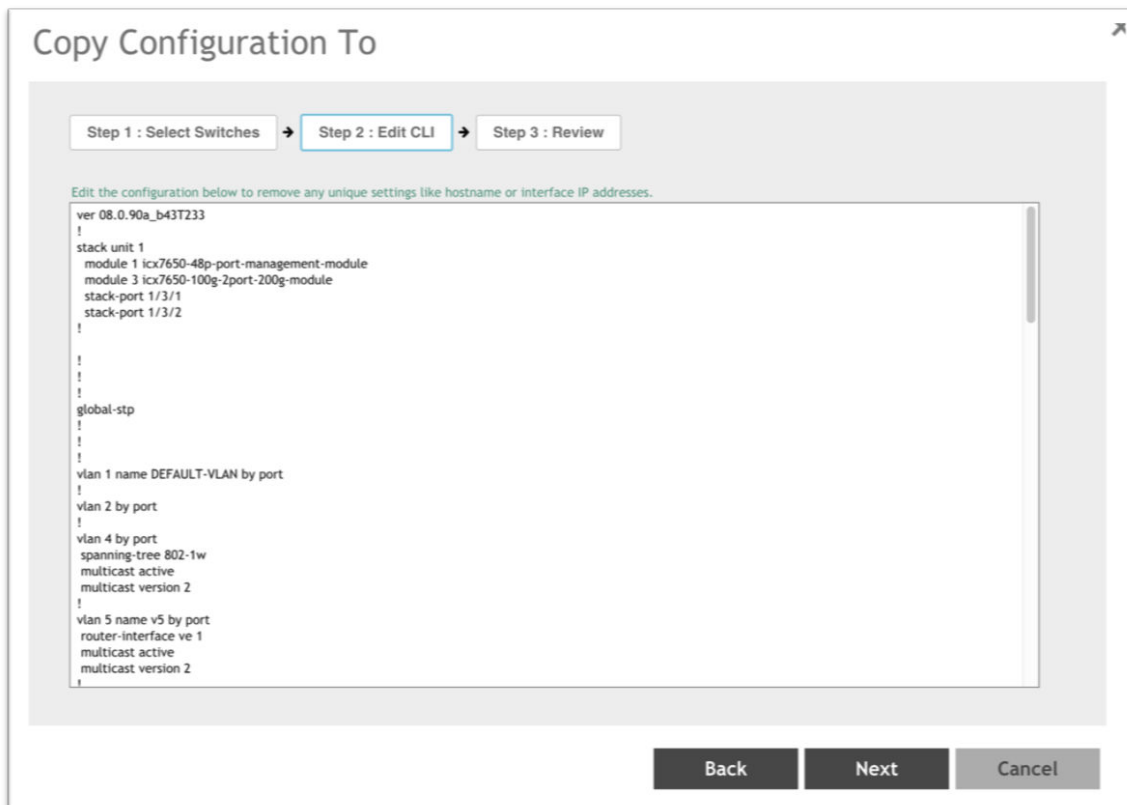 Copy Configuration To
Step 1 : Select Switches → Step 2 : Edit CLI → Step 3 : Review
Edit the configuration below to remove any unique settings like hostname or interface IP addresses.
ver 08.0.90a_b43T233
!
stack unit 1
module 1 icx7650-48p-port-management-module
module 3 icx7650-100g-2port-200g-module
stack-port 1/3/1
stack-port 1/3/2
!
!
!
!
global-stp
!
!
!
vlan 1 name DEFAULT-VLAN by port
!
vlan 2 by port
!
vlan 4 by port
spanning-tree 802-1w
multicast active
multicast version 2
!
vlan 5 name v5 by port
router-interface ve 1
multicast active
multicast version 2
!
Back Next Cancel